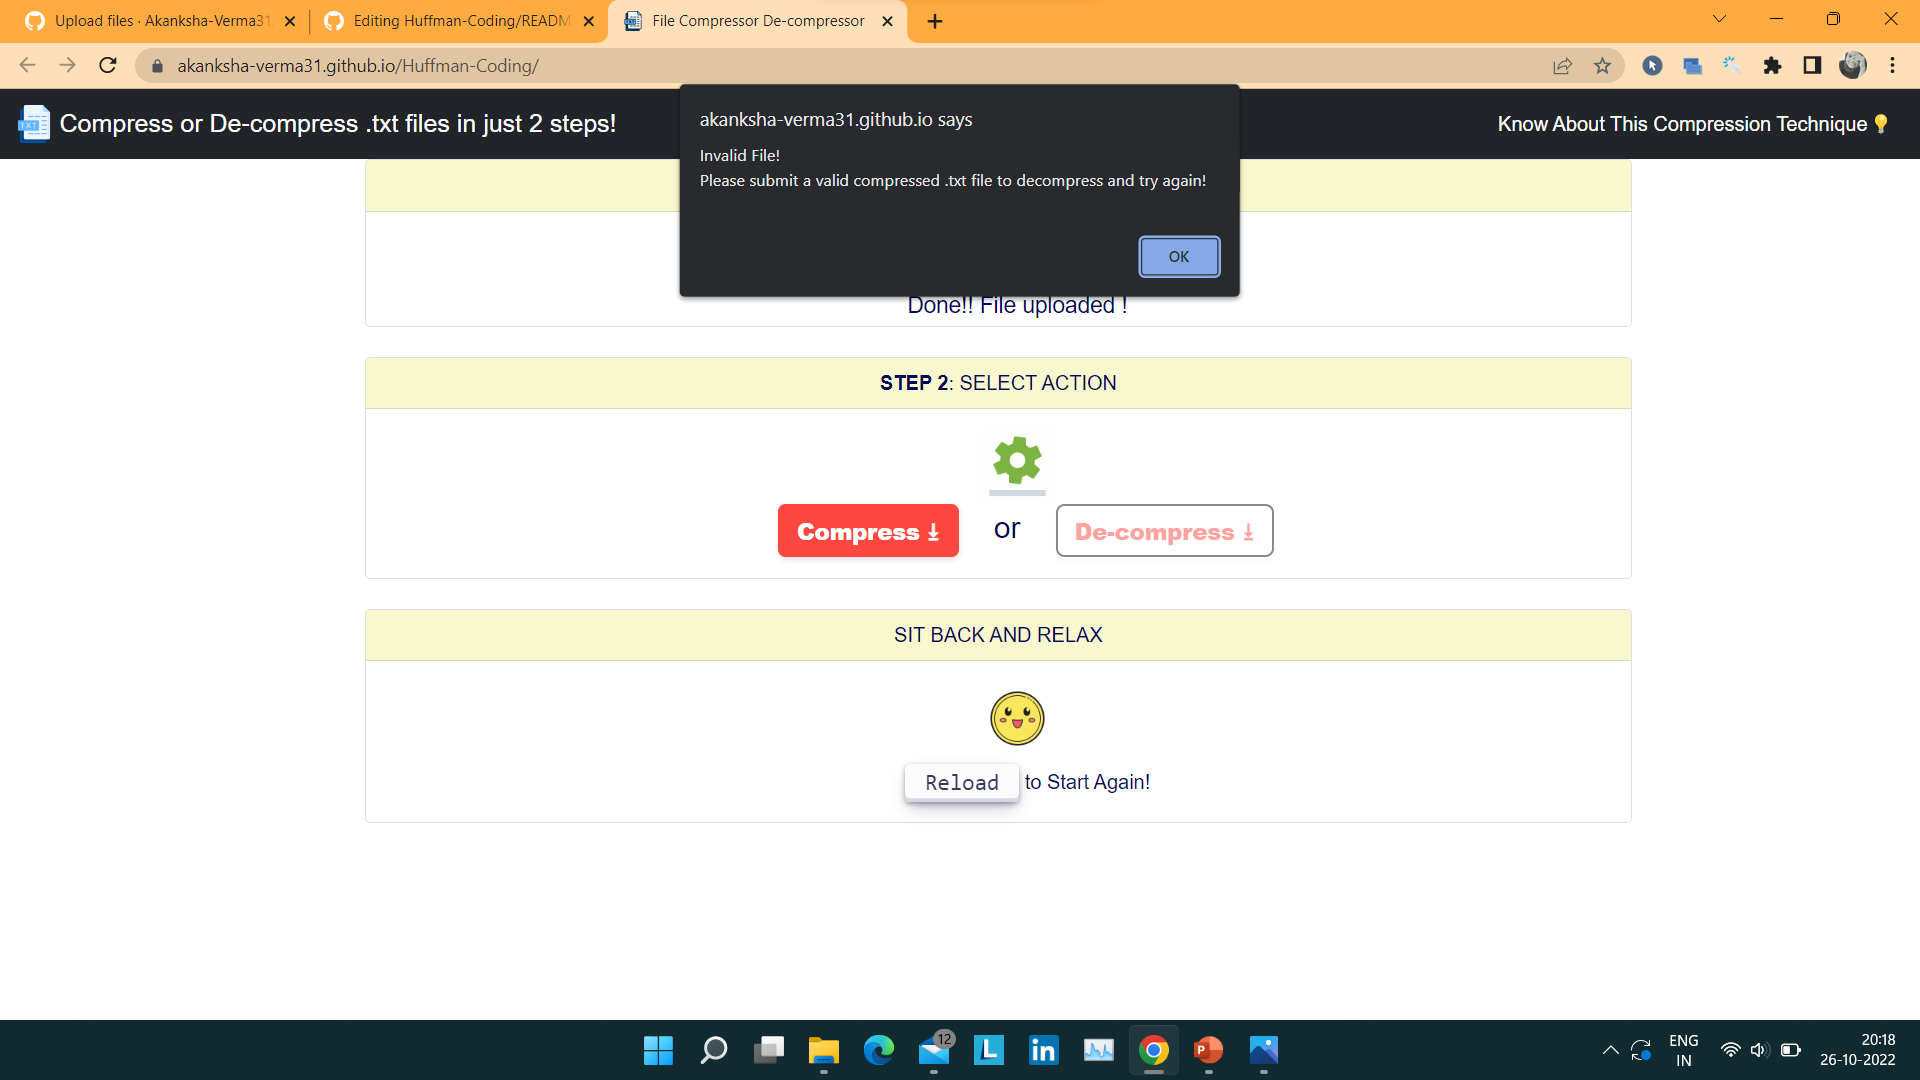 Upload files · Akanksha-Verma31
Editing Huffman-Coding/READM
File Compressor De-compressor
akanksha-verma31.github.io/Huffman-Coding/
TXT
Compress or De-compress .txt files in just 2 steps!
Know About This Compression Technique
akanksha-verma31.github.io says
Invalid File!
Please submit a valid compressed .txt file to decompress and try again!
OK
Done!! File uploaded !
STEP 2: SELECT ACTION
Compress
or
De-compress
SIT BACK AND RELAX
Reload to Start Again!
12
L
in
P
ENG
IN
20:18
26-10-2022